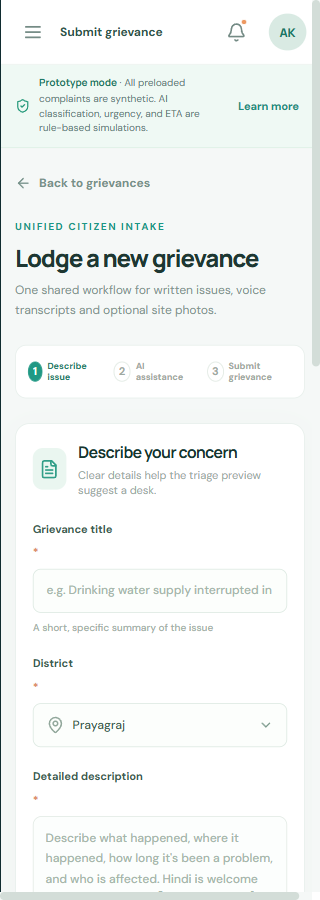 Submit grievance
AK
Prototype mode · All preloaded
complaints are synthetic. AI
classification, urgency, and ETA are
rule-based simulations.
Learn more
Back to grievances
UNIFIED CITIZEN INTAKE
Lodge a new grievance
One shared workflow for written issues, voice
transcripts and optional site photos.
1 Describe
issue
2 AI
assistance
3 Submit
grievance
Describe your concern
Clear details help the triage preview
suggest a desk.
Grievance title
*
e.g. Drinking water supply interrupted in
A short, specific summary of the issue
District
*
Prayagraj
Detailed description
*
Describe what happened, where it
happened, how long it's been a problem,
and who is affected. Hindi is welcome